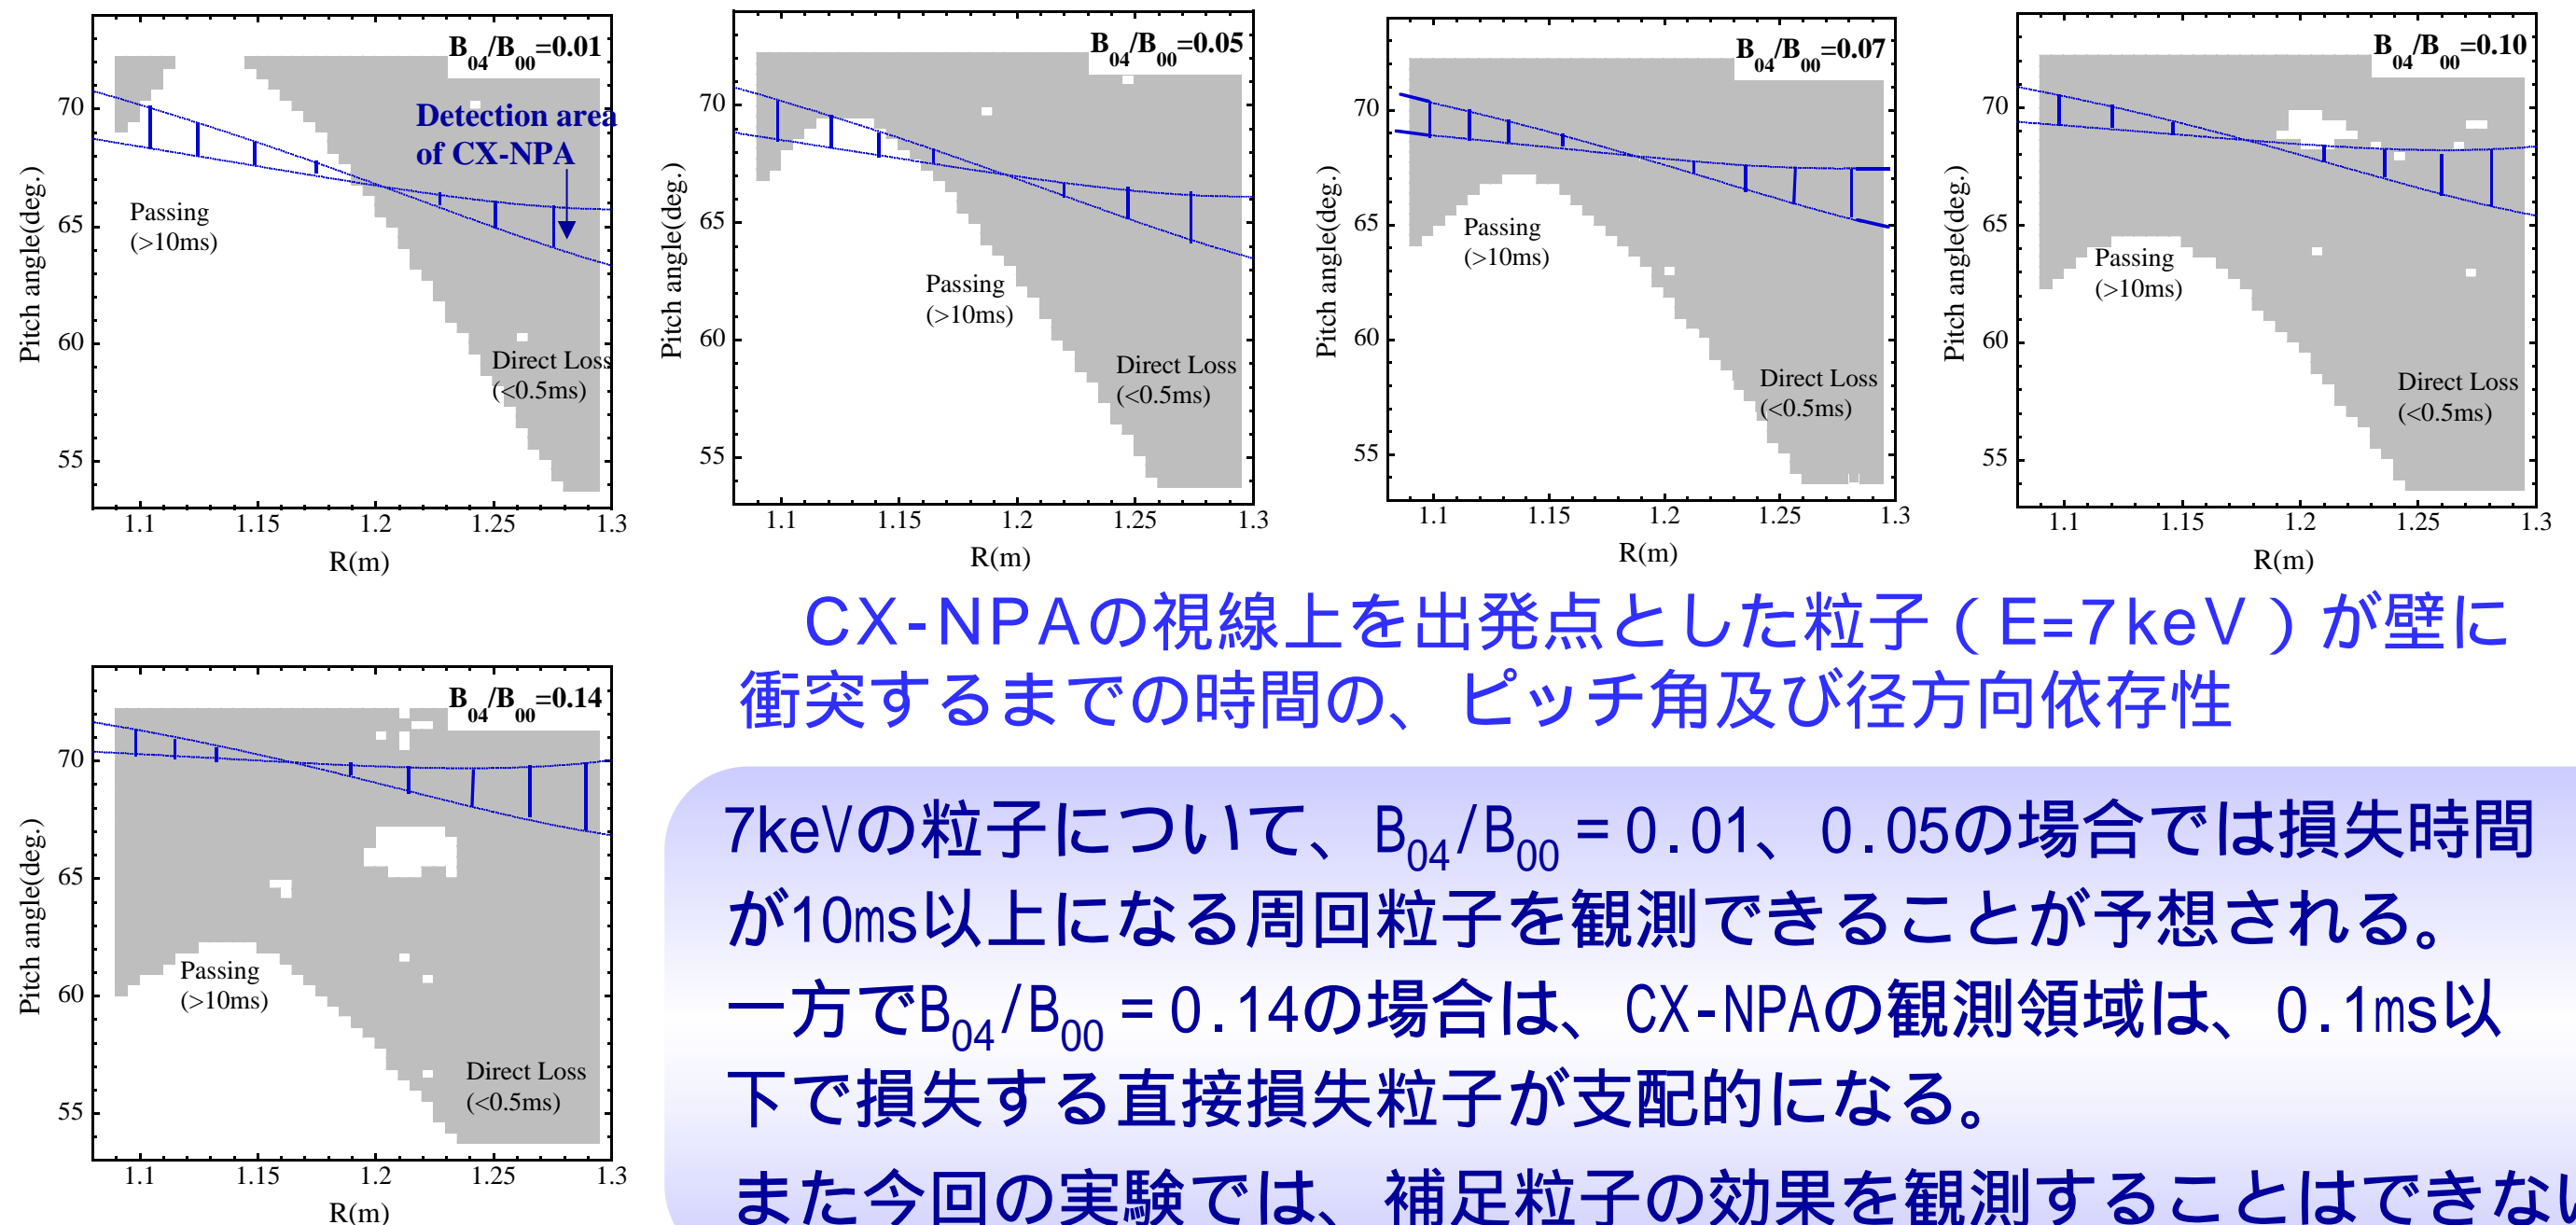 B04/B00=0.01
Detection area
of CX-NPA
Passing
(>10ms)
Direct Loss
(<0.5ms)
Pitch angle(deg.)
70
65
60
55
1.1 1.15 1.2 1.25 1.3
R(m)
B04/B00=0.05
Passing
(>10ms)
Direct Loss
(<0.5ms)
Pitch angle(deg.)
70
65
60
55
1.1 1.15 1.2 1.25 1.3
R(m)
B04/B00=0.07
Passing
(>10ms)
Direct Loss
(<0.5ms)
Pitch angle(deg.)
70
65
60
55
1.1 1.15 1.2 1.25 1.3
R(m)
B04/B00=0.10
Passing
(>10ms)
Direct Loss
(<0.5ms)
Pitch angle(deg.)
70
65
60
55
1.1 1.15 1.2 1.25 1.3
R(m)
B04/B00=0.14
Passing
(>10ms)
Direct Loss
(<0.5ms)
Pitch angle(deg.)
70
65
60
55
1.1 1.15 1.2 1.25 1.3
R(m)
CX-NPAの視線上を出発点とした粒子（E=7keV）が壁に
衝突するまでの時間の、ピッチ角及び径方向依存性
7keVの粒子について、B04/B00=0.01、0.05の場合では損失時間
が10ms以上になる周回粒子を観測できることが予想される。
一方でB04/B00=0.14の場合は、CX-NPAの観測領域は、0.1ms以
下で損失する直接損失粒子が支配的になる。
また今回の実験では、補足粒子の効果を観測することはできない